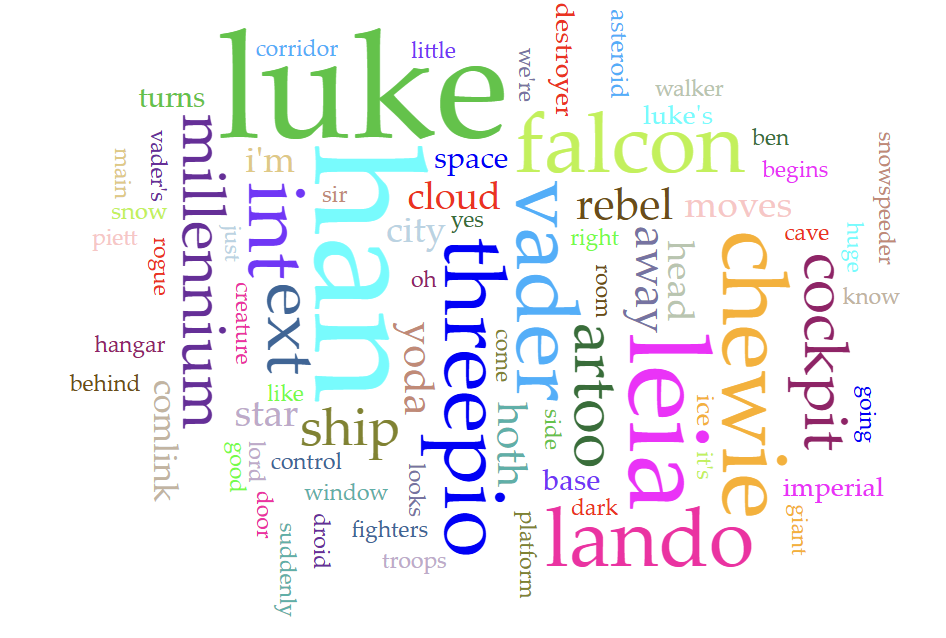 luke
corridor
little
we're
destroyer
asteroid
walker
luke's
turns
falcon
ben
begins
snowspeeder
millennium
vader's
main
i'm
han
space
snow
int
sir
cloud
vader
rebel
moves
piett
rogue
just
city
yes
right
away
head
chewie
cave
huge
creature
ext
oh
threepio
room
cockpit
know
hangar
yoda
come
artoo
leia
behind
comlink
like
star
ship
hoth
side
ice
it's
going
good
lord
control
looks
base
imperial
door
window
dark
giant
suddenly
droid
fighters
troops
platform
lando